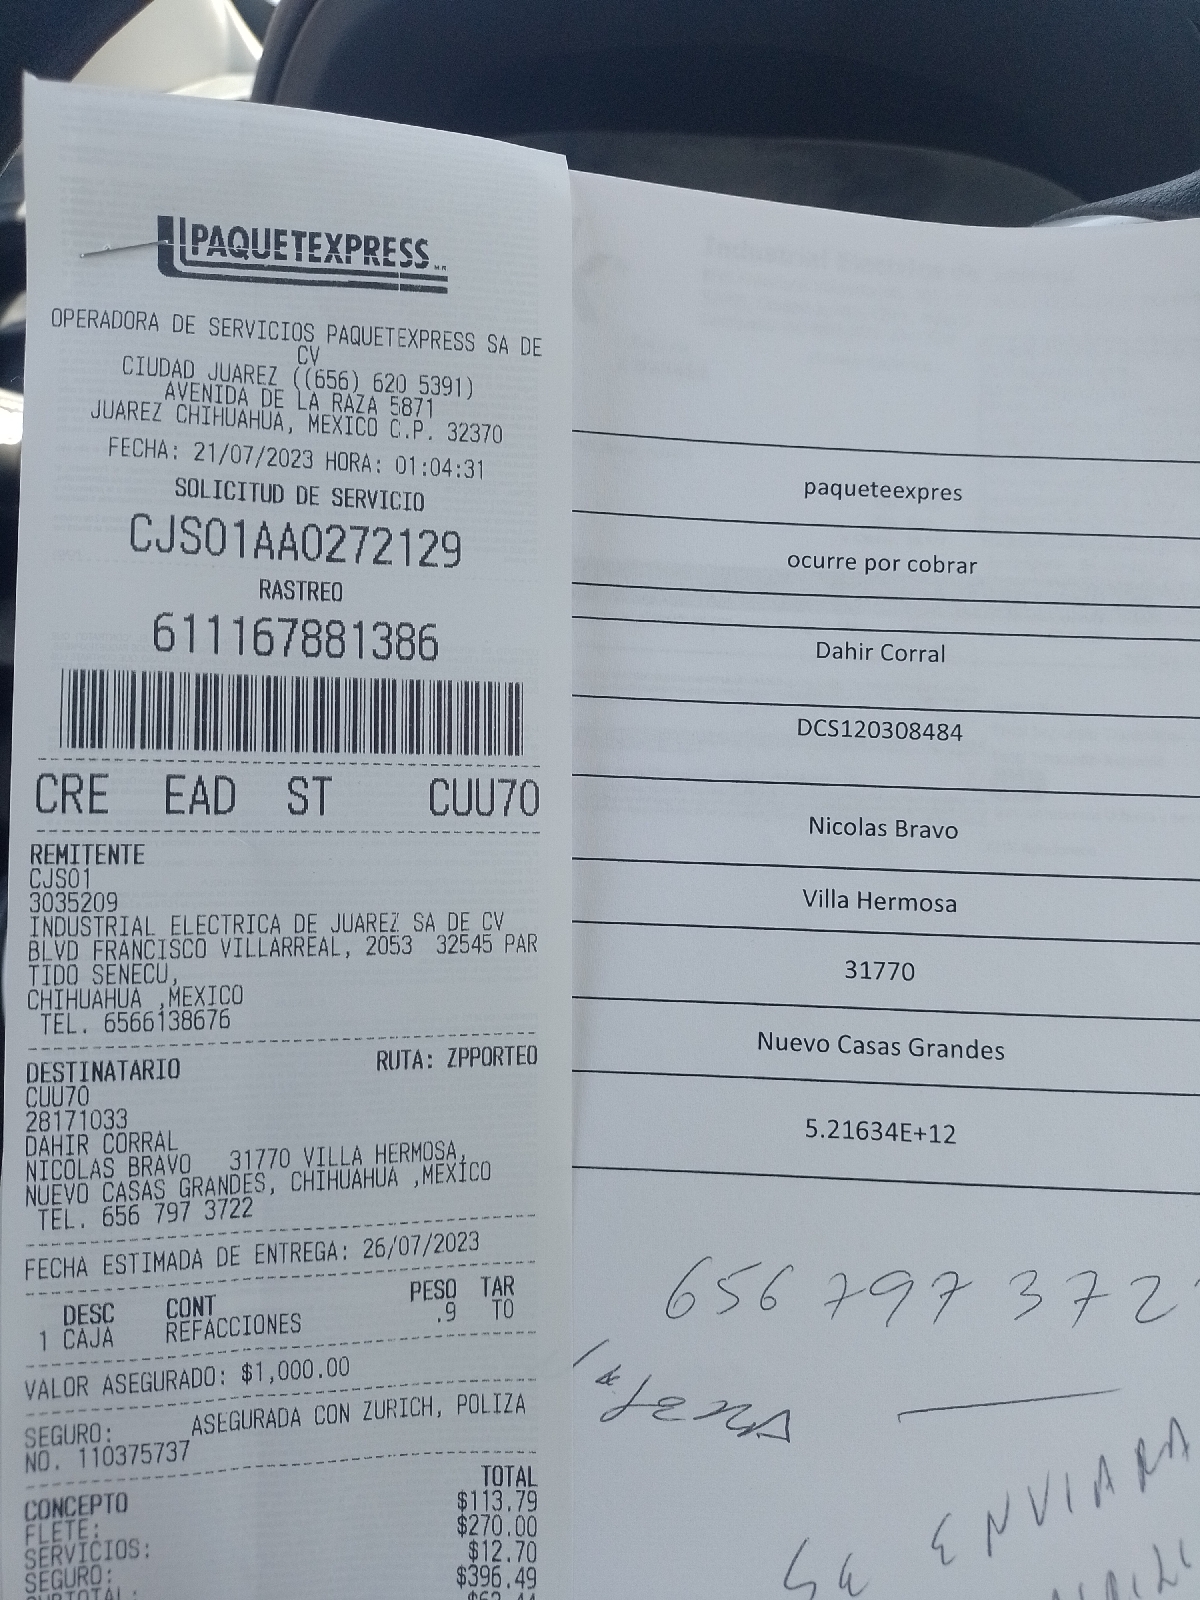 PAQUETEXPRESS M.R.
OPERADORA DE SERVICIOS PAQUETEXPRESS SA DE
CV
CIUDAD JUAREZ ((656) 620 5391)
AVENIDA DE LA RAZA 5871
JUAREZ CHIHUAHUA, MEXICO C.P. 32370
FECHA: 21/07/2023 HORA: 01:04:31
SOLICITUD DE SERVICIO
CJS01AA0272129
RASTREO
611167881386
CRE EAD ST CUU70
REMITENTE
CJS01
3035209
INDUSTRIAL ELECTRICA DE JUAREZ SA DE CV
BLVD FRANCISCO VILLARREAL, 2053 32545 PAR
TIDO SENECU,
CHIHUAHUA ,MEXICO
TEL. 6566138676
DESTINATARIO RUTA: ZPPORTEO
CUU70
28171033
DAHIR CORRAL
NICOLAS BRAVO 31770 VILLA HERMOSA,
NUEVO CASAS GRANDES, CHIHUAHUA ,MEXICO
TEL. 656 797 3722
FECHA ESTIMADA DE ENTREGA: 26/07/2023
DESC CONT PESO TAR
1 CAJA REFACCIONES .9 TO
VALOR ASEGURADO: $1,000.00
SEGURO: ASEGURADA CON ZURICH, POLIZA
NO. 110375737
CONCEPTO TOTAL
FLETE: $113.79
SERVICIOS: $270.00
SEGURO: $12.70
SUBTOTAL: $396.49
paqueteexpres
ocurre por cobrar
Dahir Corral
DCS120308484
Nicolas Bravo
Villa Hermosa
31770
Nuevo Casas Grandes
5.21634E+12
656 797 372
SE ENVIARA